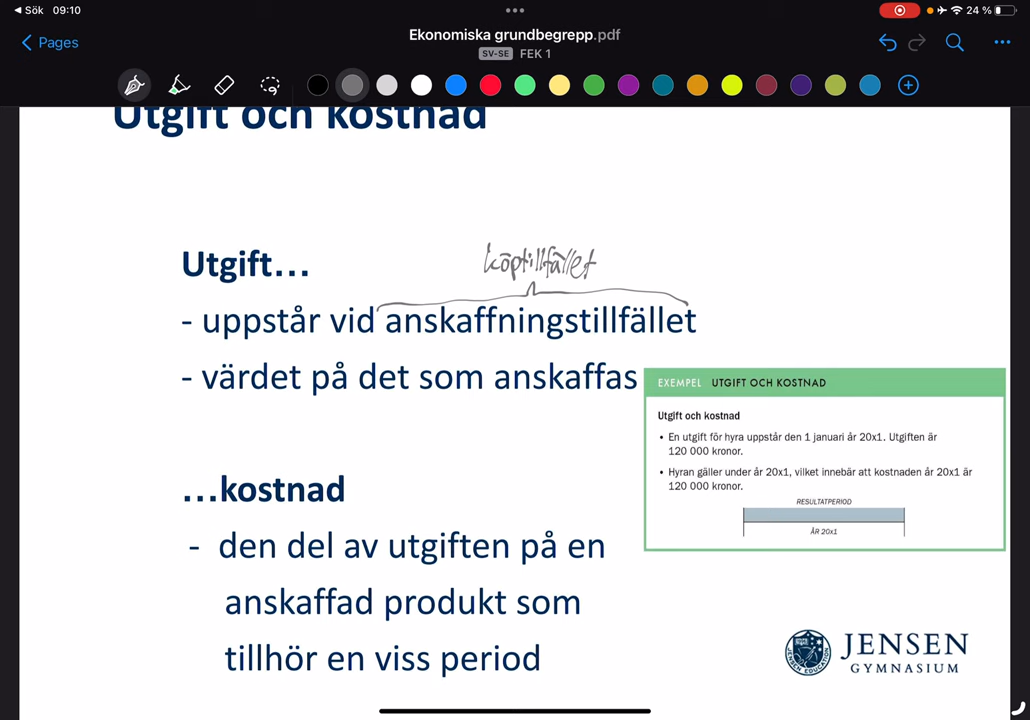 Sök 09:10
24 %
Pages
Ekonomiska grundbegrepp.pdf
SV-SE FEK 1
Utgift och kostnad
Utgift...
köptillfället
- uppstår vid anskaffningstillfället
- värdet på det som anskaffas
EXEMPEL UTGIFT OCH KOSTNAD
Utgift och kostnad
• En utgift för hyra uppstår den 1 januari år 20x1. Utgiften är
120 000 kronor.
• Hyran gäller under år 20x1, vilket innebär att kostnaden år 20x1 är
120 000 kronor.
RESULTATPERIOD
ÅR 20x1
...kostnad
- den del av utgiften på en
anskaffad produkt som
tillhör en viss period
JENSEN EDUCATION
JENSEN
GYMNASIUM